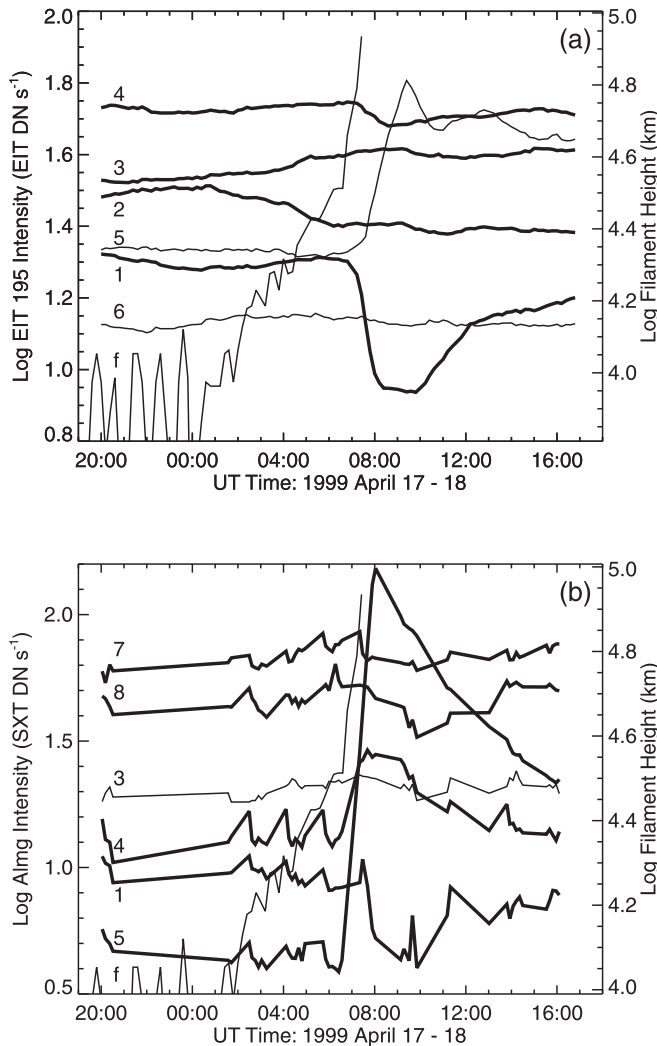 2.0
5.0
(a)
1.8
4
4.8
1.6
3
4.6
2
1.4
4.4
5
1
1.2
6
4.2
1.0
f
4.0
0.8
Log EIT 195 Intensity (EIT DN s-1)
Log Filament Height (km)
20:00 00:00 04:00 08:00 12:00 16:00
UT Time: 1999 April 17 - 18
5.0
(b)
2.0
7
4.8
8
1.5
4.6
3
4
4.4
1.0
1
4.2
5
f
0.5
4.0
Log AlMg Intensity (SXT DN s-1)
Log Filament Height (km)
20:00 00:00 04:00 08:00 12:00 16:00
UT Time: 1999 April 17 - 18